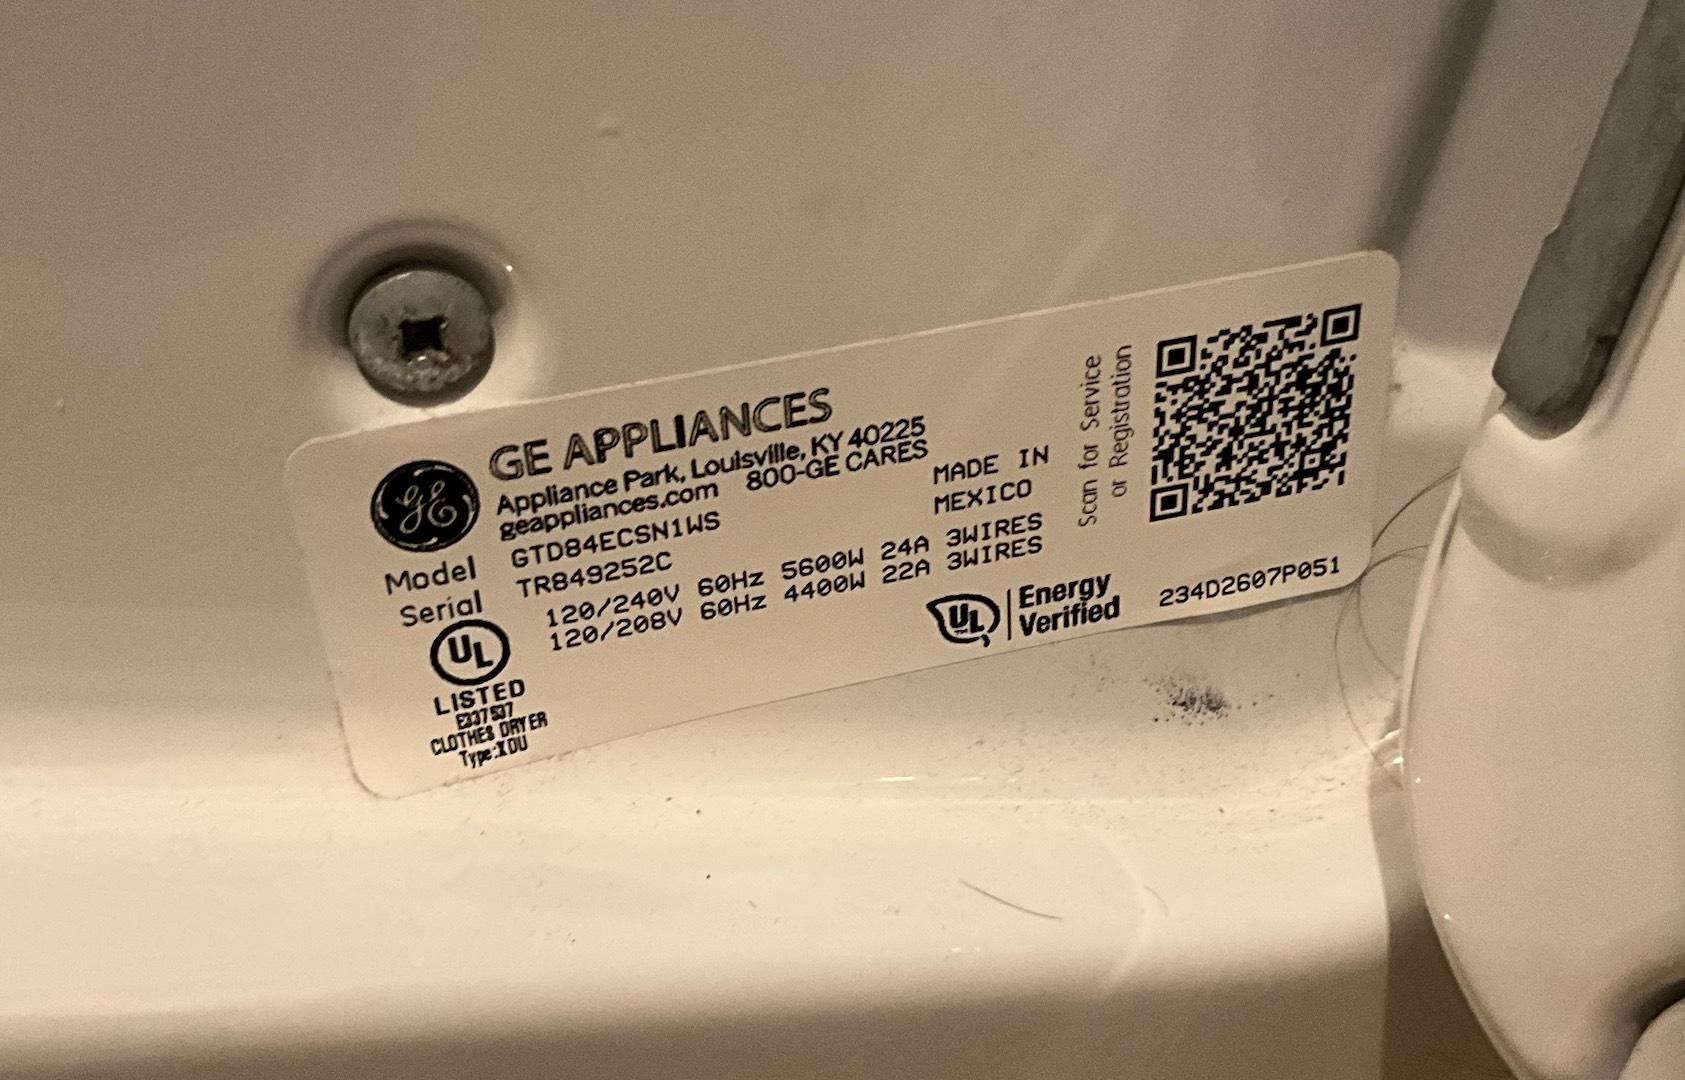 GE APPLIANCES
Appliance Park, Louisville, KY 40225
geappliances.com 800-GE CARES
Model GTD84ECSN1WS
Serial TR849252C
MADE IN
MEXICO
120/240V 60Hz 5600W 24A 3WIRES
120/208V 60Hz 4400W 22A 3WIRES
UL
LISTED
E337537
CLOTHES DRYER
Type:XDU
UL Energy
Verified
Scan for Service
or Registration
234D2607P051